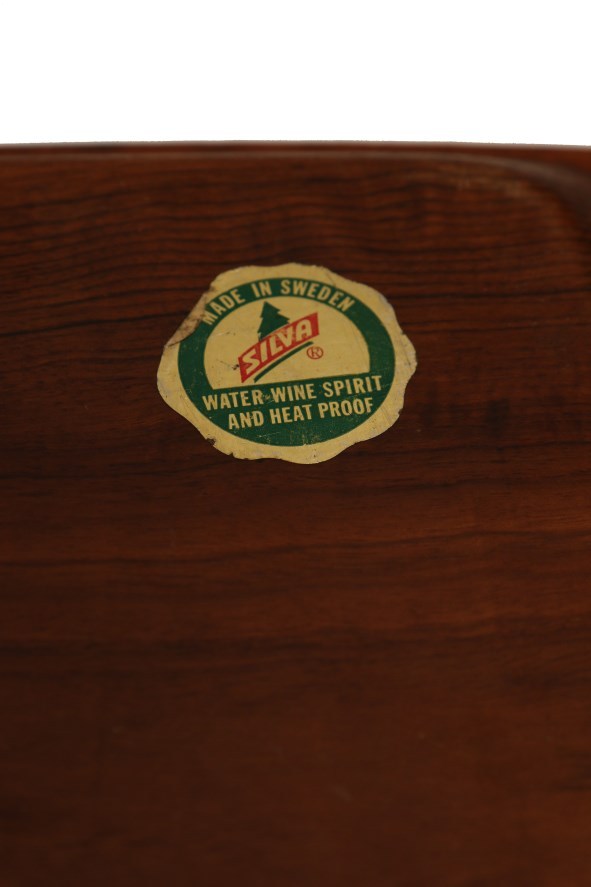 MADE IN SWEDEN
SILVA
®
WATER-WINE SPIRIT
AND HEAT PROOF